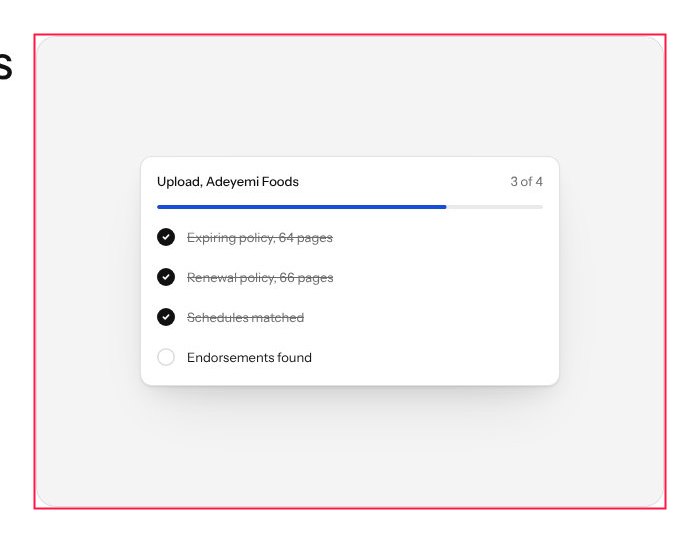 Upload, Adeyemi Foods
3 of 4
Expiring policy, 64 pages
Renewal policy, 66 pages
Schedules matched
Endorsements found